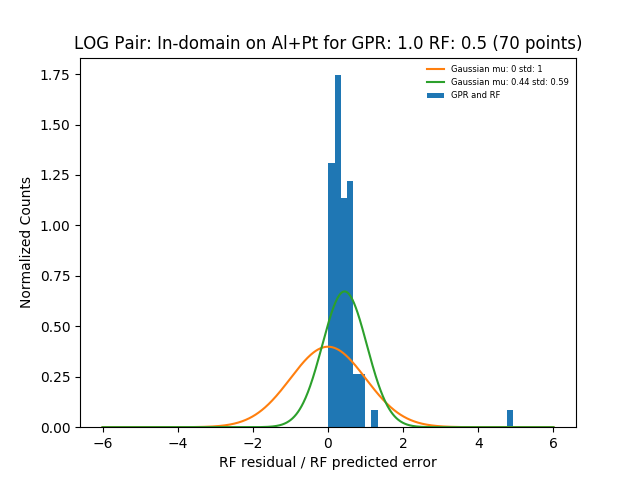 LOG Pair: In-domain on Al+Pt for GPR: 1.0 RF: 0.5 (70 points)
Gaussian mu: 0 std: 1
Gaussian mu: 0.44 std: 0.59
GPR and RF
Normalized Counts
1.75
1.50
1.25
1.00
0.75
0.50
0.25
0.00
−6 −4 −2 0 2 4 6
RF residual / RF predicted error